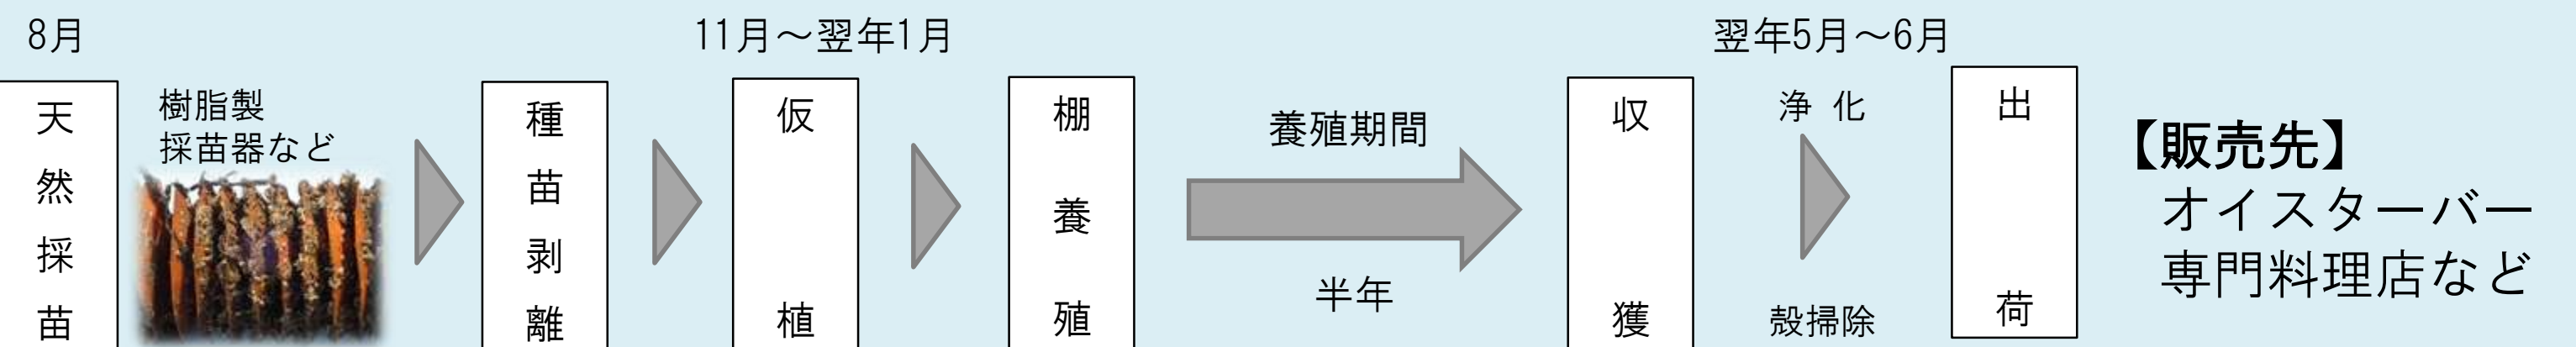 8月
11月～翌年1月
翌年5月～6月
天然採苗
樹脂製
採苗器など
種苗剥離
仮植
棚養殖
養殖期間
半年
収獲
浄化
殻掃除
出荷
【販売先】
オイスターバー
専門料理店など